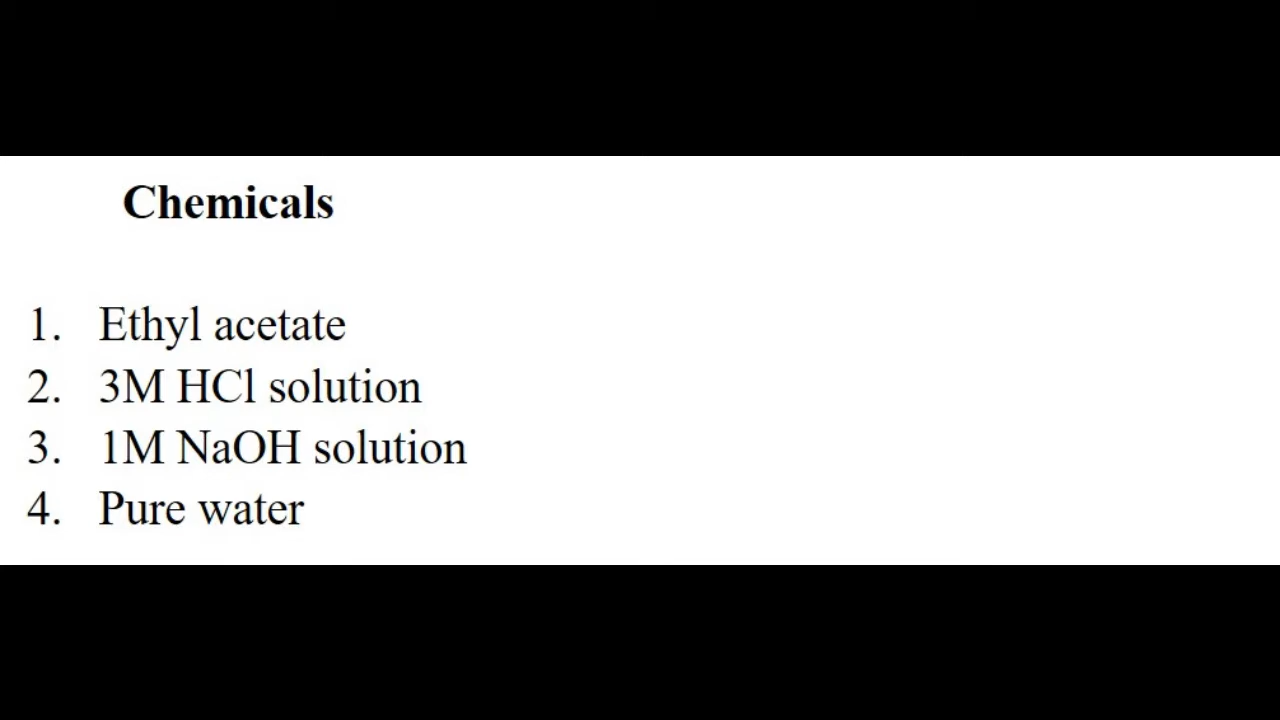 Chemicals
1. Ethyl acetate
2. 3M HCl solution
3. 1M NaOH solution
4. Pure water